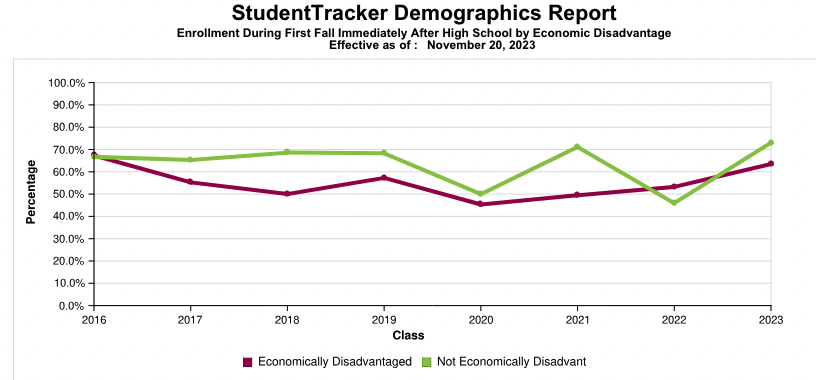 StudentTracker Demographics Report
Enrollment During First Fall Immediately After High School by Economic Disadvantage
Effective as of : November 20, 2023
100.0%
90.0%
80.0%
70.0%
60.0%
50.0%
40.0%
30.0%
20.0%
10.0%
0.0%
Percentage
2016 2017 2018 2019 2020 2021 2022 2023
Class
Economically Disadvantaged Not Economically Disadvant